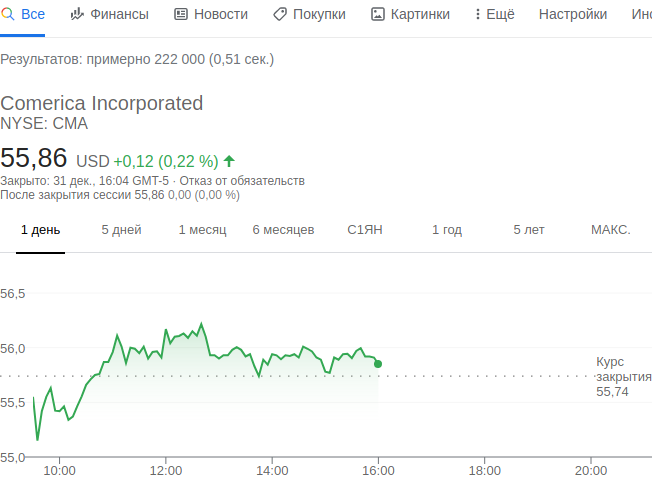 Все Финансы Новости Покупки Картинки Ещё Настройки
Результатов: примерно 222 000 (0,51 сек.)
Comerica Incorporated
NYSE: CMA
55,86 USD +0,12 (0,22 %)
Закрыто: 31 дек., 16:04 GMT-5 · Отказ от обязательств
После закрытия сессии 55,86 0,00 (0,00 %)
1 день 5 дней 1 месяц 6 месяцев С1ЯН 1 год 5 лет МАКС.
56,5
56,0
Курс
закрытия
55,74
55,5
55,0
10:00 12:00 14:00 16:00 18:00 20:00